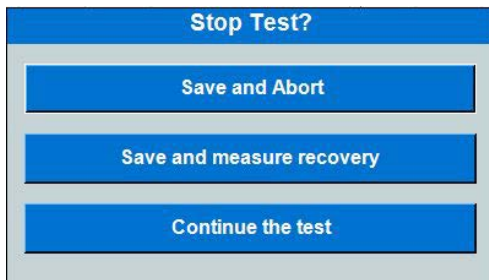 Stop Test?
Save and Abort
Save and measure recovery
Continue the test